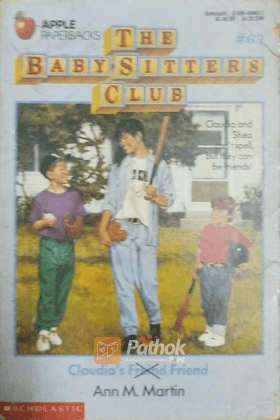 APPLE
PAPERBACKS
THE
BABY-SITTERS
CLUB
#63
Claudia and
Shea
spell,
but they can
be friends!
Pathok
Point
Claudia's Friend
Ann M. Martin
SCHOLASTIC